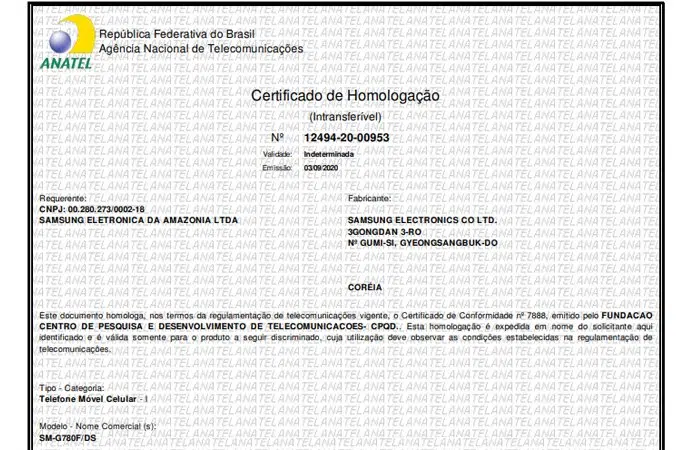 República Federativa do Brasil
Agência Nacional de Telecomunicações
ANATEL
Certificado de Homologação
(Intransferível)
Nº 12494-20-00953
Validade: Indeterminada
Emissão: 03/09/2020
Requerente: Fabricante:
CNPJ: 00.280.273/0002-18
SAMSUNG ELETRONICA DA AMAZONIA LTDA SAMSUNG ELECTRONICS CO LTD.
3GONGDAN 3-RO
Nº GUMI-SI, GYEONGSANGBUK-DO
CORÉIA
Este documento homologa, nos termos da regulamentação de telecomunicações vigente, o Certificado de Conformidade nº 7888, emitido pelo FUNDACAO
CENTRO DE PESQUISA E DESENVOLVIMENTO DE TELECOMUNICACOES- CPQD.. Esta homologação é expedida em nome do solicitante aqui
identificado e é válida somente para o produto a seguir discriminado, cuja utilização deve observar as condições estabelecidas na regulamentação de
telecomunicações.
Tipo - Categoria:
Telefone Móvel Celular - I
Modelo - Nome Comercial (s):
SM-G780F/DS